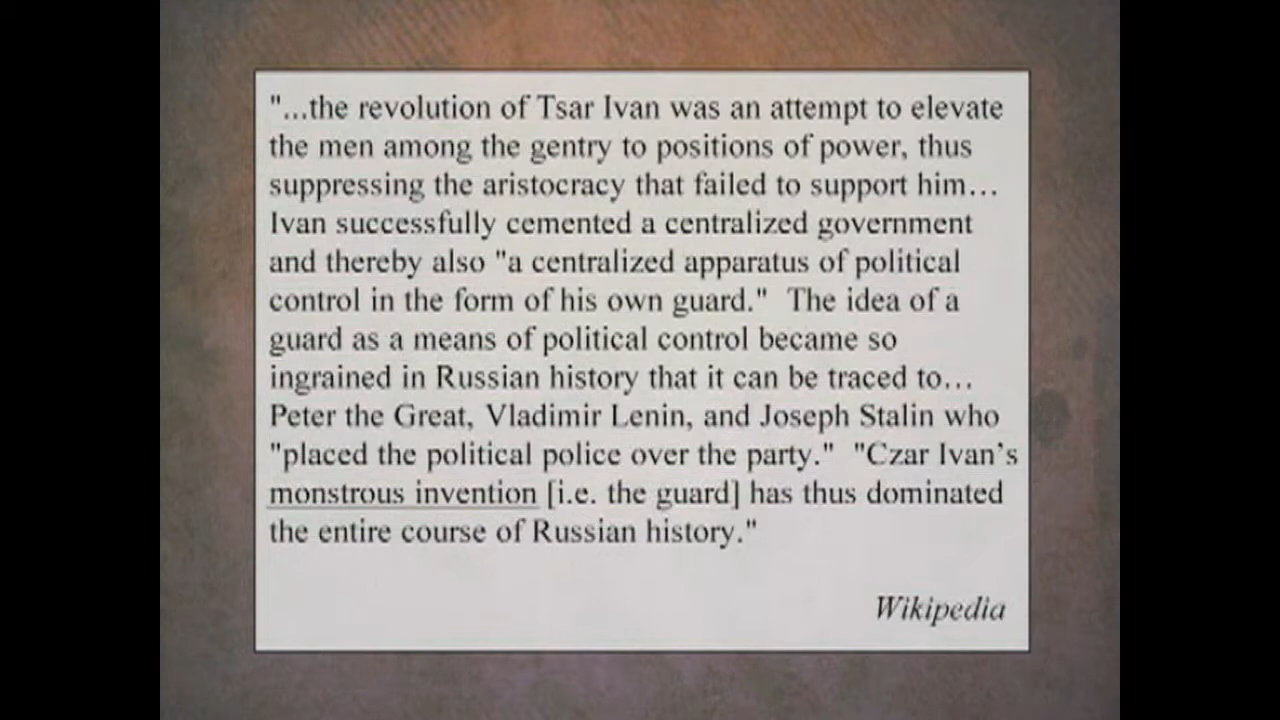 "...the revolution of Tsar Ivan was an attempt to elevate
the men among the gentry to positions of power, thus
suppressing the aristocracy that failed to support him...
Ivan successfully cemented a centralized government
and thereby also "a centralized apparatus of political
control in the form of his own guard."  The idea of a
guard as a means of political control became so
ingrained in Russian history that it can be traced to...
Peter the Great, Vladimir Lenin, and Joseph Stalin who
"placed the political police over the party."  "Czar Ivan's
monstrous invention [i.e. the guard] has thus dominated
the entire course of Russian history."
Wikipedia